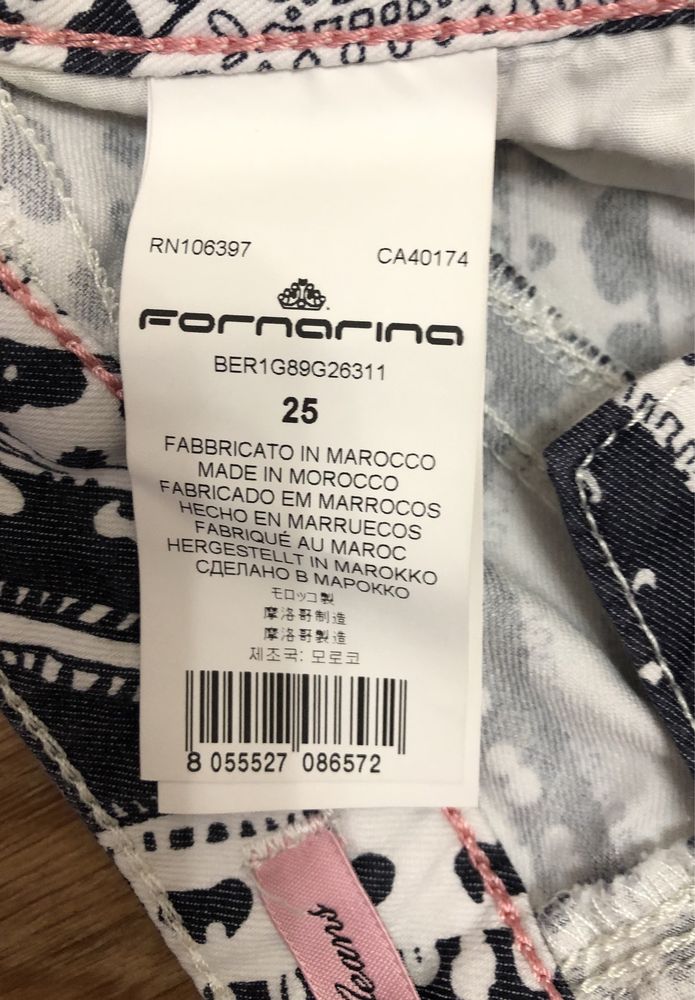 RN106397 CA40174
Fornarina
BER1G89G26311
25
FABBRICATO IN MAROCCO
MADE IN MOROCCO
FABRICADO EM MARROCOS
HECHO EN MARRUECOS
FABRIQUÉ AU MAROC
HERGESTELLT IN MAROKKO
СДЕЛАНО В МАРОККО
モロッコ製
摩洛哥制造
摩洛哥製造
제조국: 모로코
8 055527 086572
Jeans